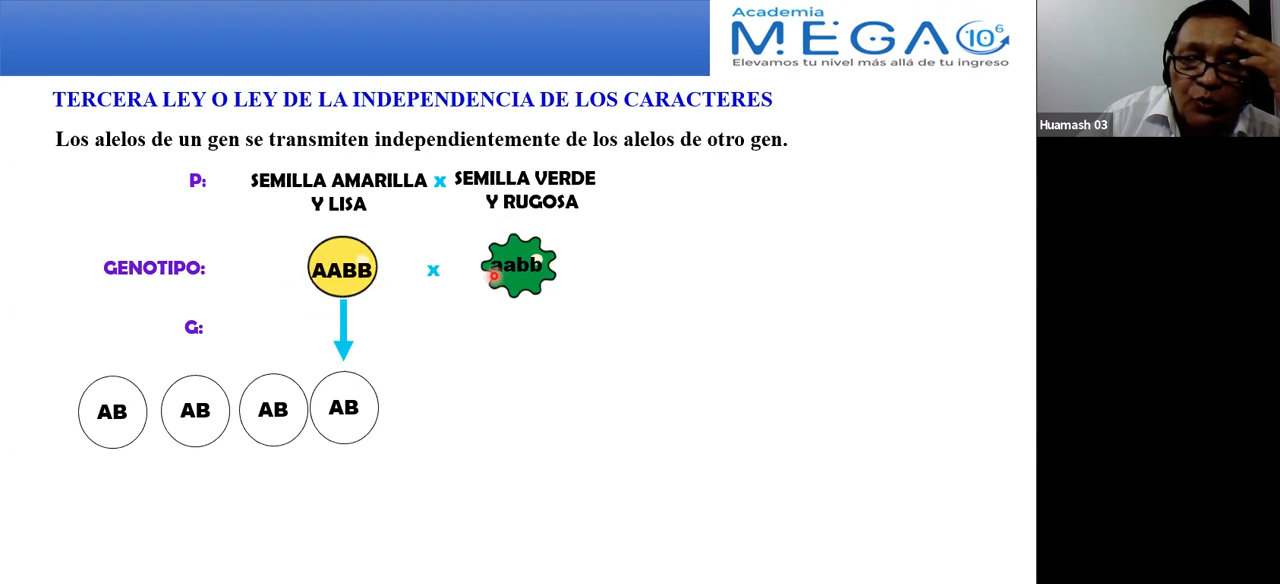 Academia
MEGA 10⁶
Elevamos tu nivel más allá de tu ingreso
Huamash 03
TERCERA LEY O LEY DE LA INDEPENDENCIA DE LOS CARACTERES
Los alelos de un gen se transmiten independientemente de los alelos de otro gen.
P: SEMILLA AMARILLA x SEMILLA VERDE
Y LISA Y RUGOSA
GENOTIPO: AABB x aabb
G:
AB AB AB AB